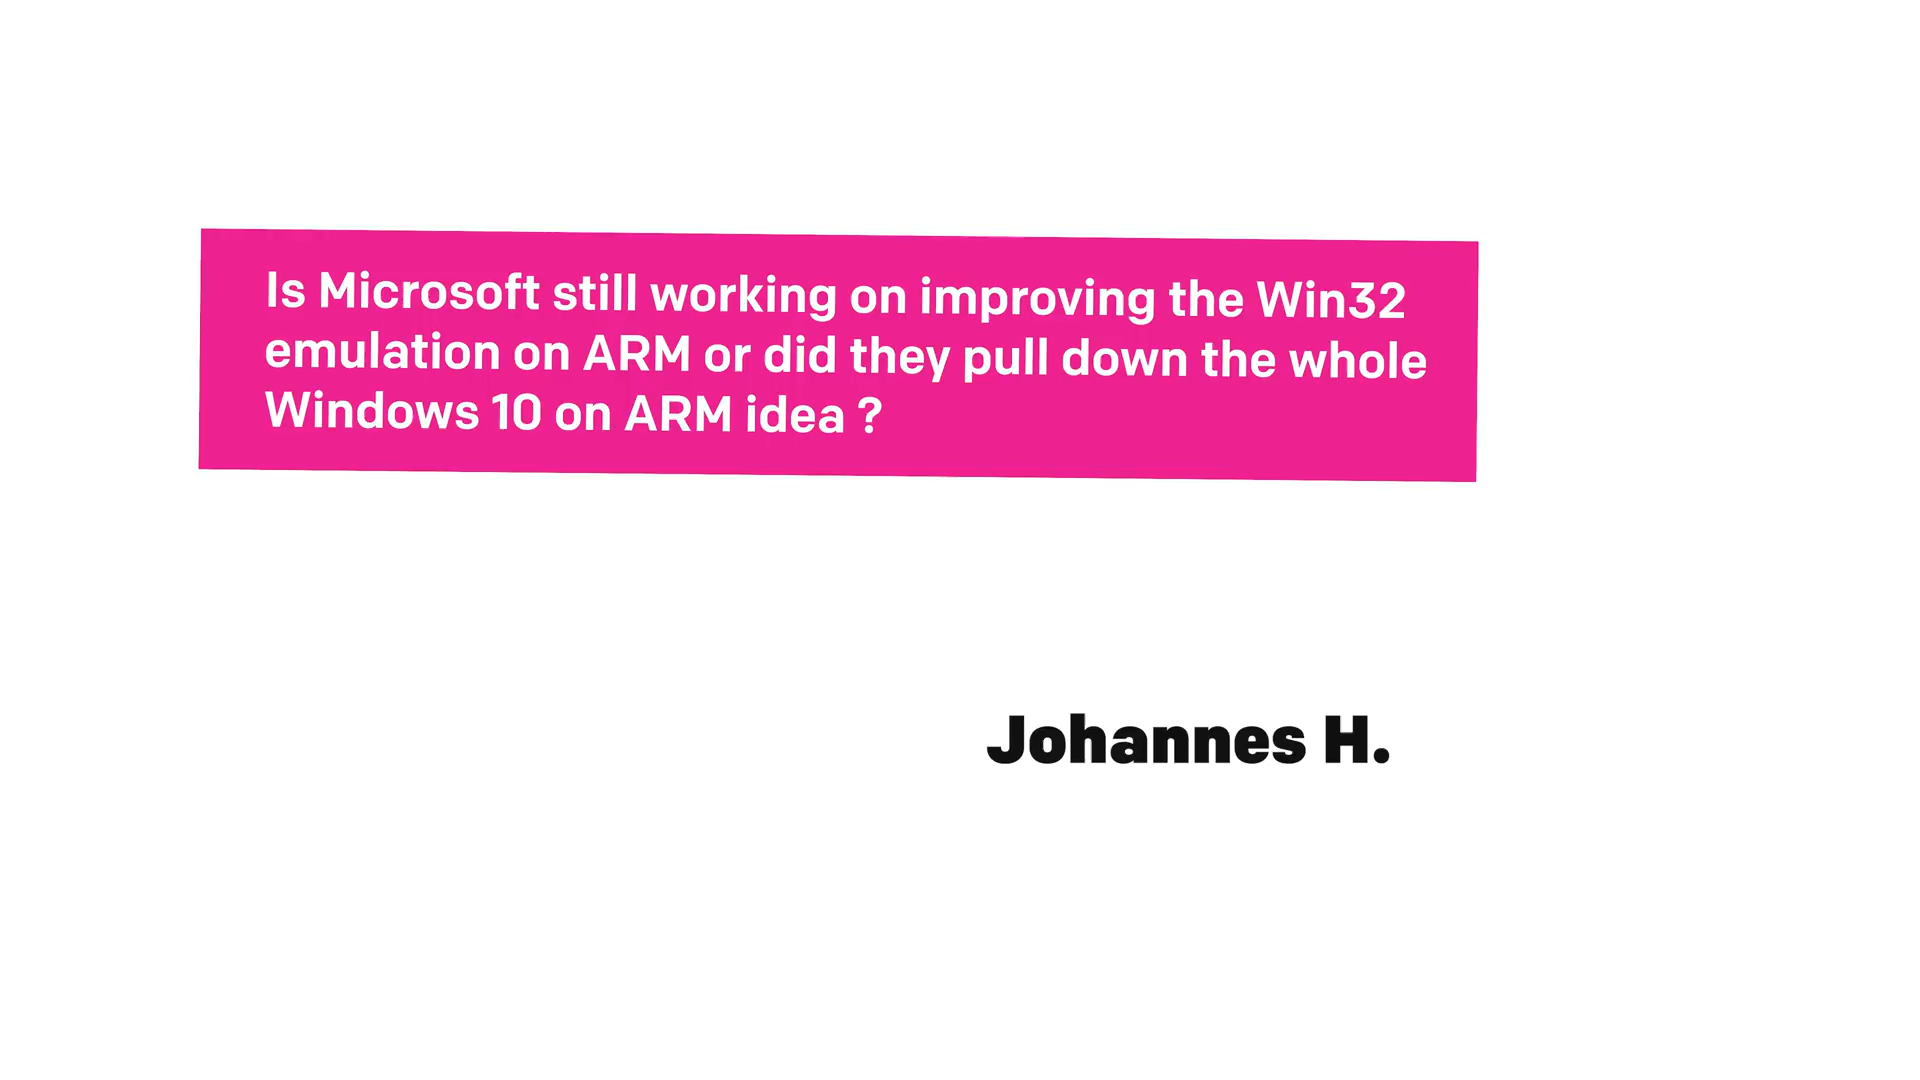 Is Microsoft still working on improving the Win32
emulation on ARM or did they pull down the whole
Windows 10 on ARM idea ?
Johannes H.